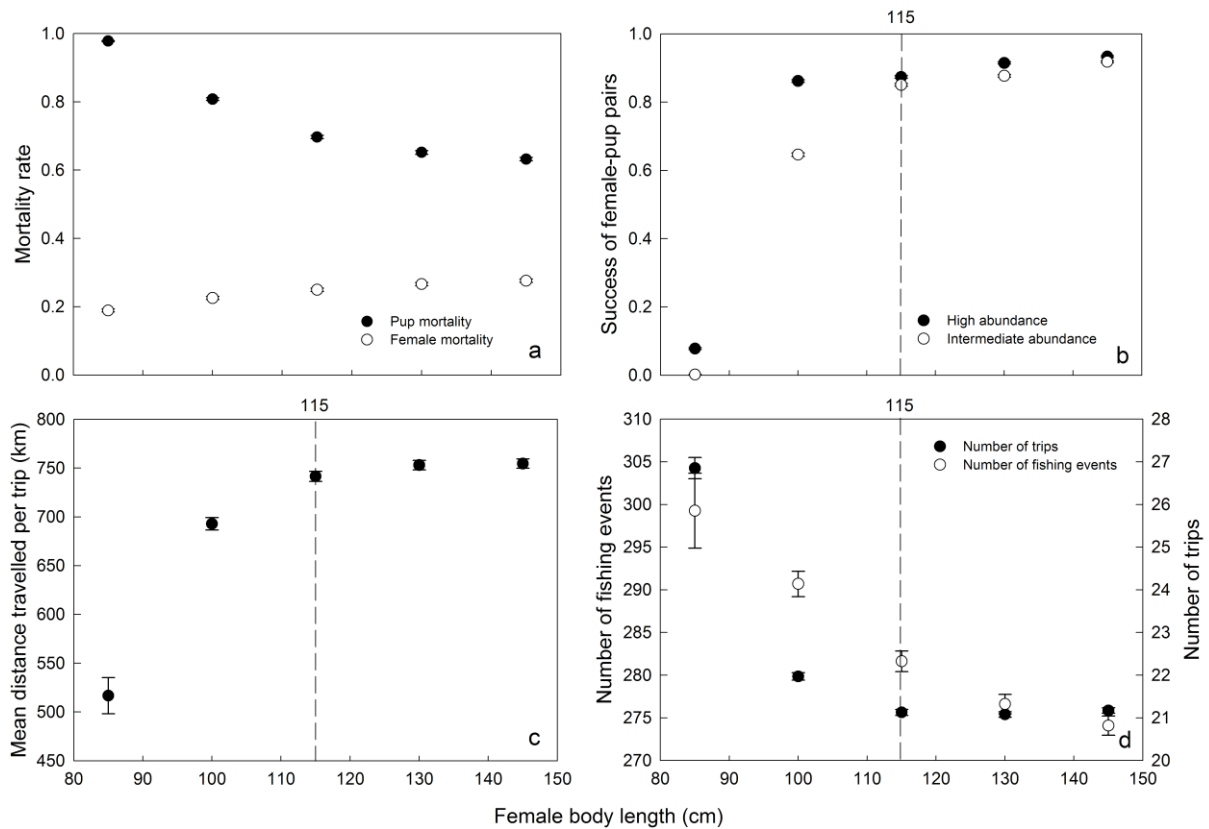 1.0
0.8
0.6
0.4
0.2
0.0
Mortality rate
Pup mortality
Female mortality
a
115
1.0
0.8
0.6
0.4
0.2
0.0
Success of female-pup pairs
High abundance
Intermediate abundance
b
115
800
750
700
650
600
550
500
450
Mean distance travelled per trip (km)
c
80 90 100 110 120 130 140 150
115
310
305
300
295
290
285
280
275
270
Number of fishing events
Number of trips
Number of fishing events
28
27
26
25
24
23
22
21
20
Number of trips
d
80 90 100 110 120 130 140 150
Female body length (cm)